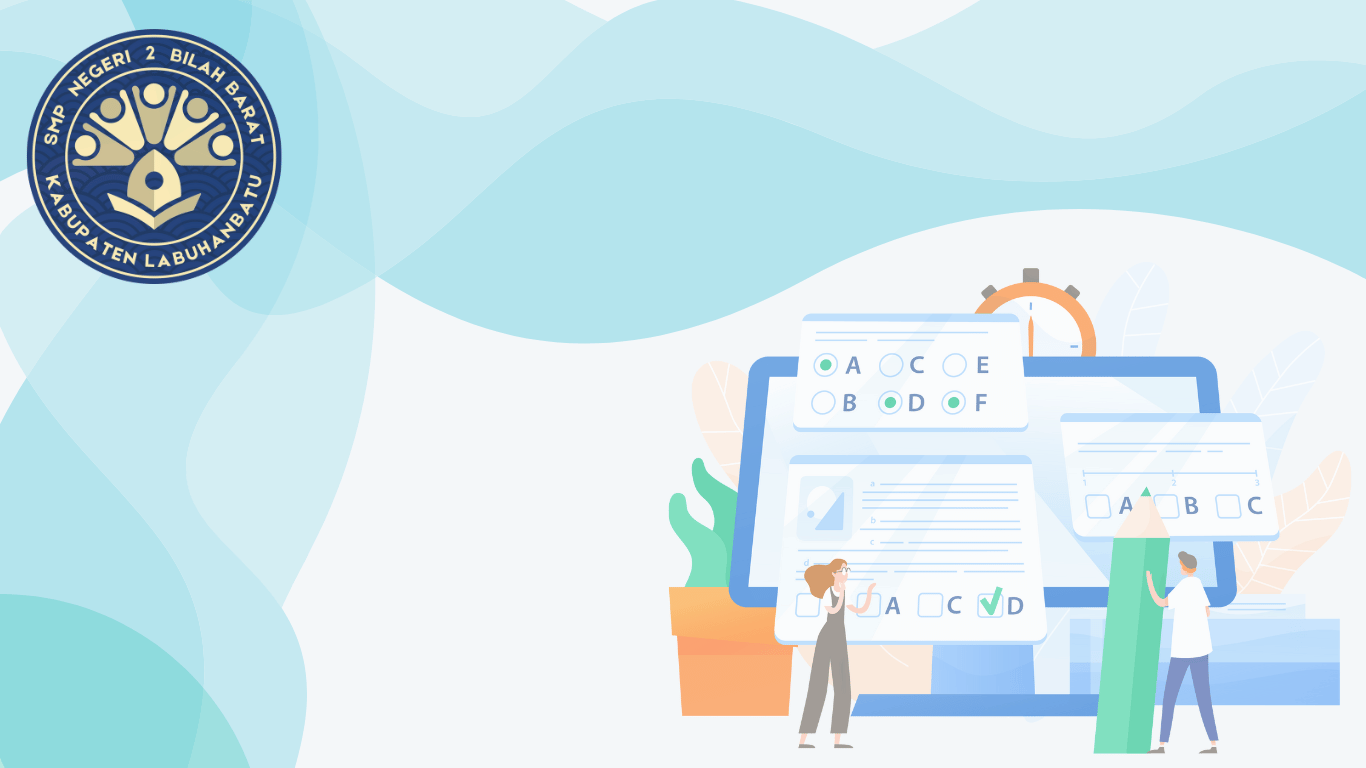 SMP NEGERI 2 BILAH BARAT
KABUPATEN LABUHANBATU
A C E
B D F
a
b
c
d
1 2 3
A B C
A C D